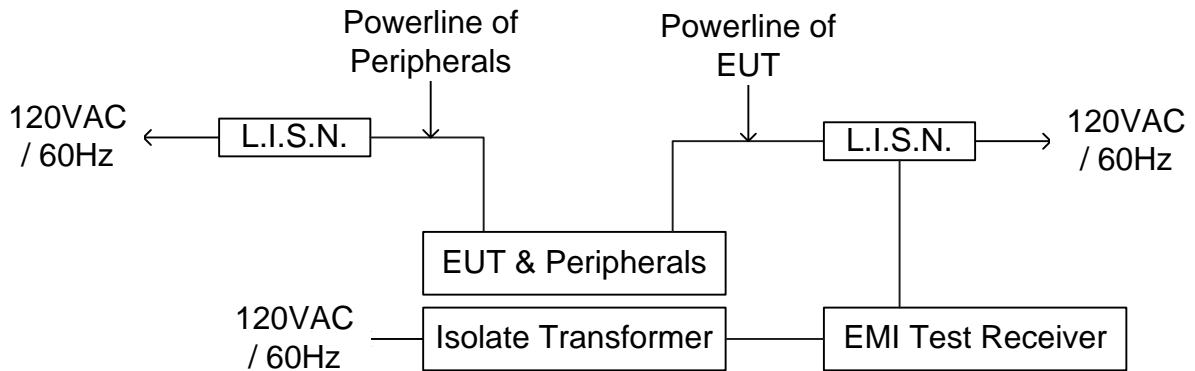 Powerline of
Peripherals
Powerline of
EUT
120VAC
/ 60Hz
L.I.S.N.
L.I.S.N.
120VAC
/ 60Hz
EUT & Peripherals
120VAC
/ 60Hz
Isolate Transformer
EMI Test Receiver